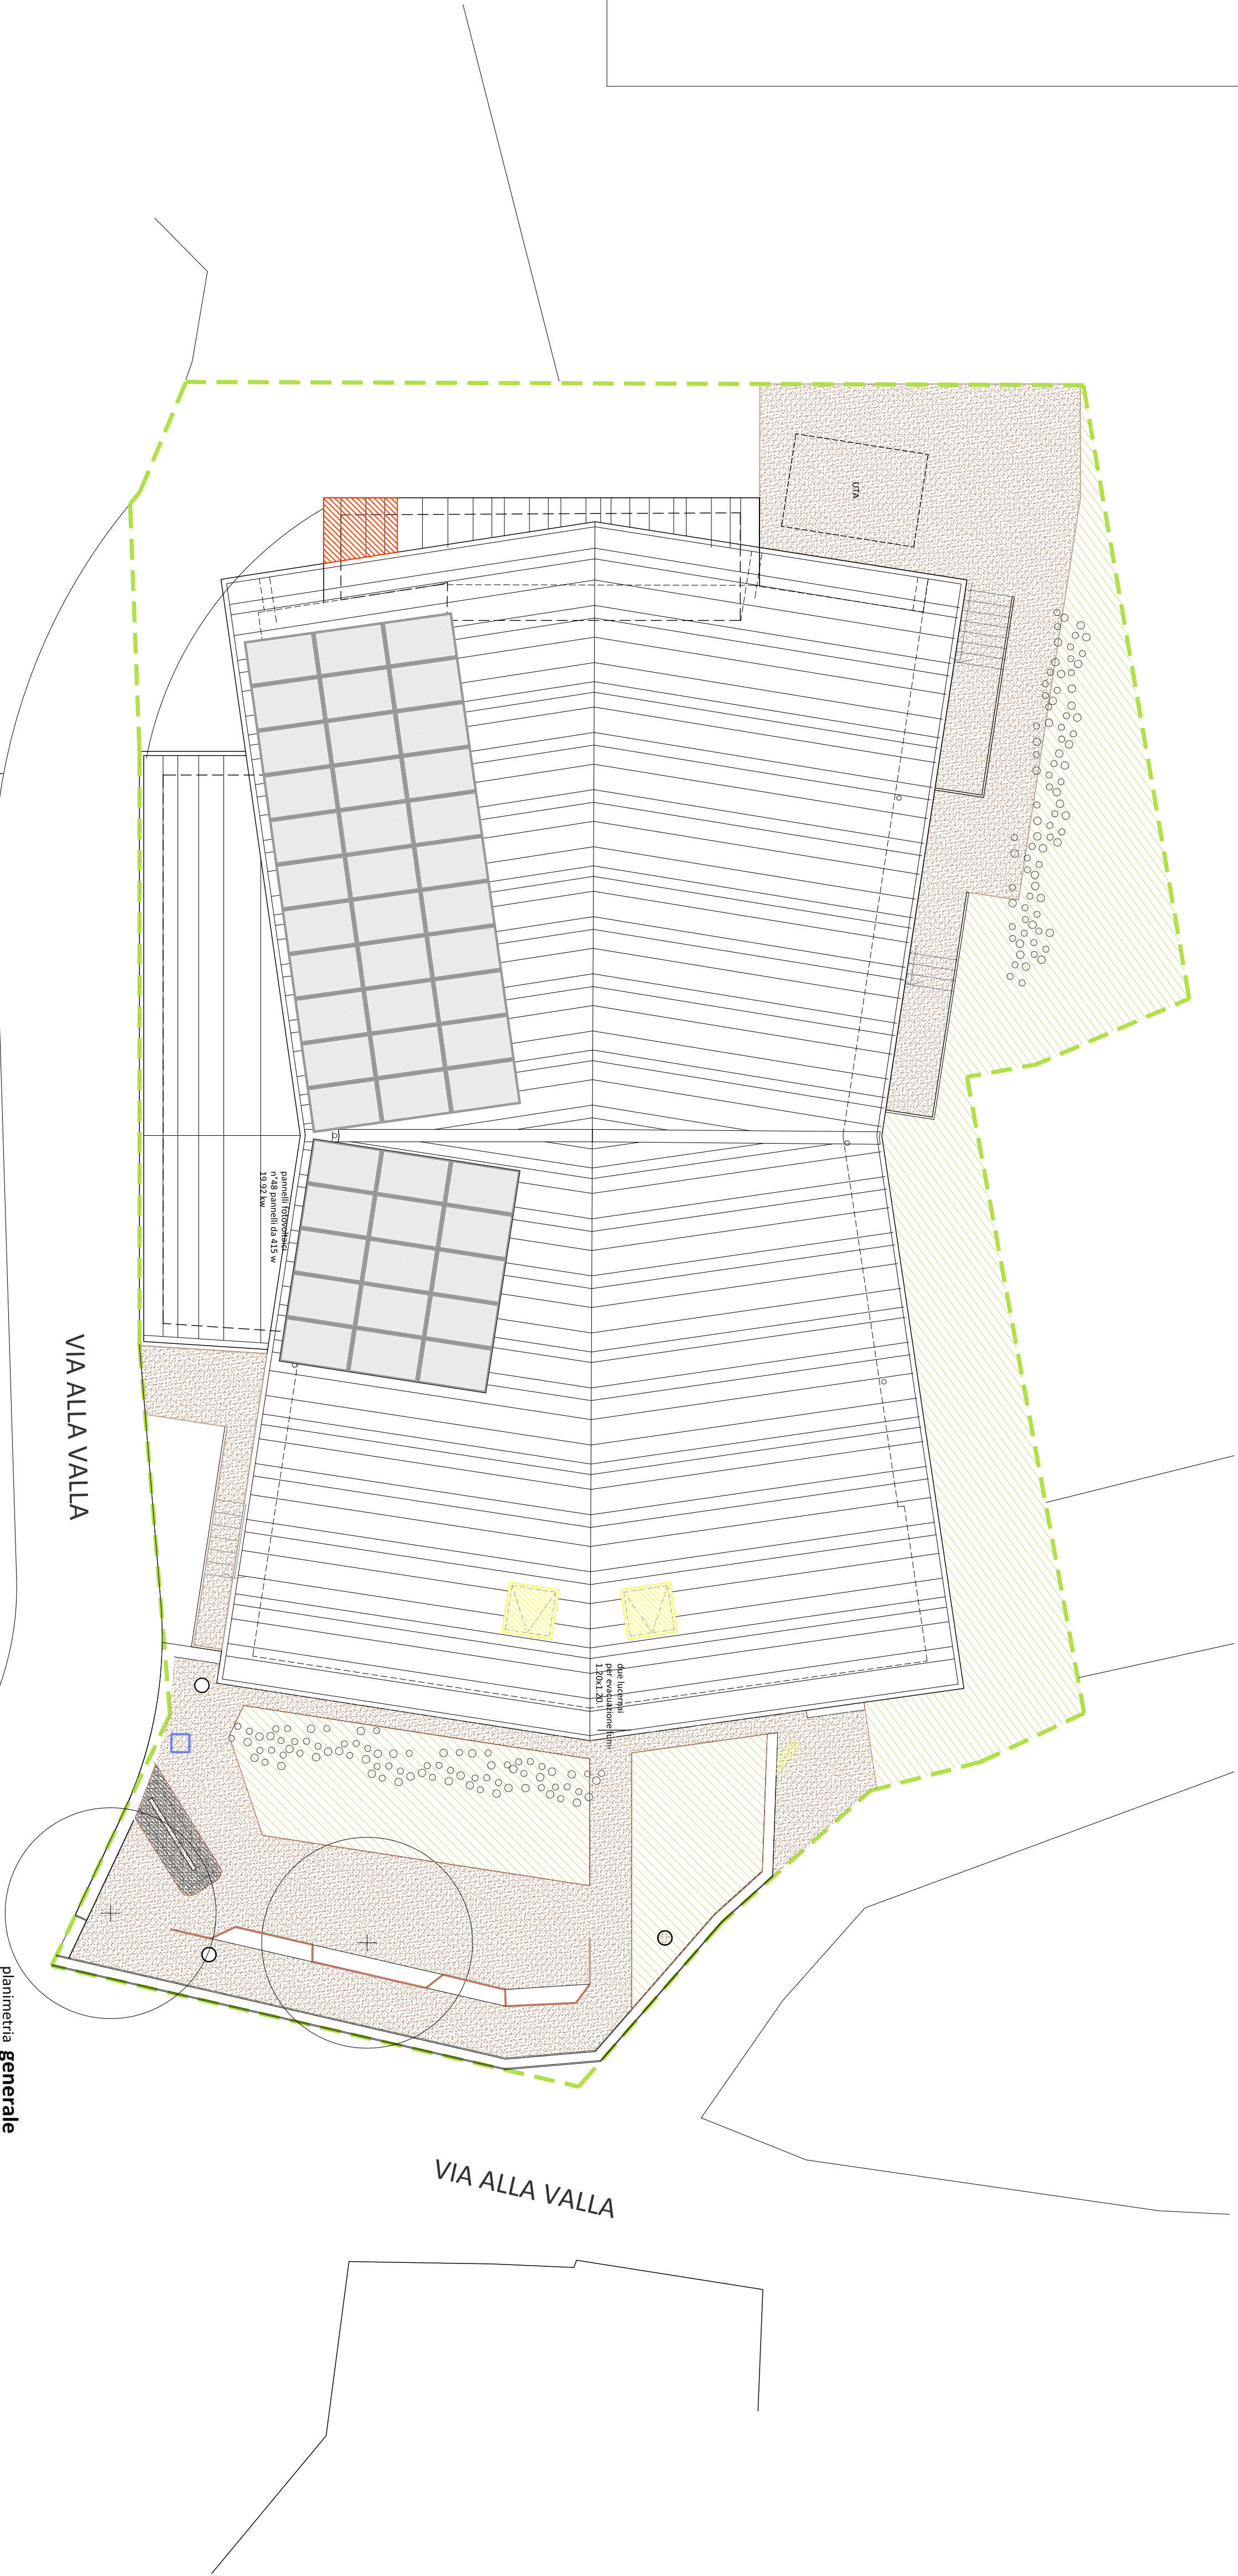 UTA
pannelli fotovoltaici
n°48 pannelli da 415 w
19.92 kw
VIA ALLA VALLA
due lucernai
per evacuazione fumi
1.20x1.20
planimetria generale
VIA ALLA VALLA